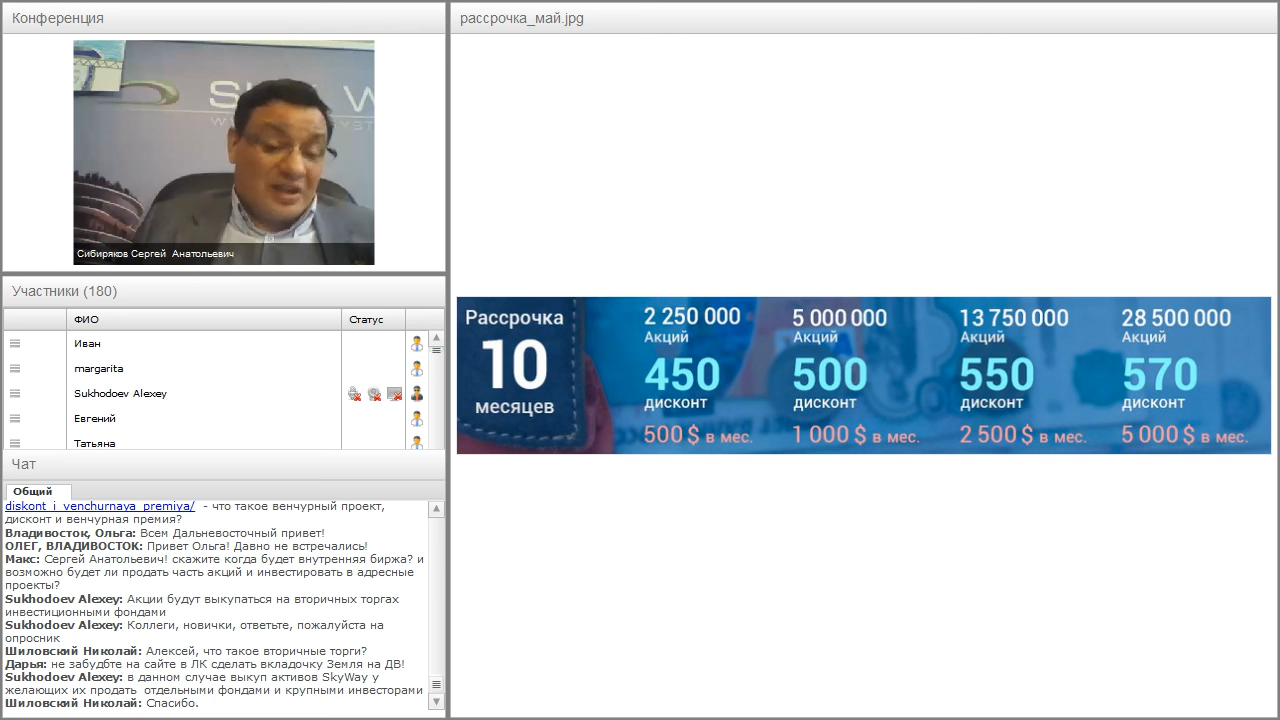 Конференция
SKY W
Сибиряков Сергей Анатольевич
Участники (180)
ФИО Статус
Иван
margarita
Sukhodoev Alexey
Евгений
Татьяна
Чат
Общий
diskont_i_venchurnaya_premiya/ - что такое венчурный проект,
дисконт и венчурная премия?
Владивосток, Ольга: Всем Дальневосточный привет!
ОЛЕГ, ВЛАДИВОСТОК: Привет Ольга! Давно не встречались!
Макс: Сергей Анатольевич! скажите когда будет внутренняя биржа? и
возможно будет ли продать часть акций и инвестировать в адресные
проекты?
Sukhodoev Alexey: Акции будут выкупаться на вторичных торгах
инвестиционными фондами
Sukhodoev Alexey: Коллеги, новички, ответьте, пожалуйста на
опросник
Шиловский Николай: Алексей, что такое вторичные торги?
Дарья: не забудбте на сайте в ЛК сделать вкладочку Земля на ДВ!
Sukhodoev Alexey: в данном случае выкуп активов SkyWay у
желающих их продать отдельными фондами и крупными инвесторами
Шиловский Николай: Спасибо.
рассрочка_май.jpg
Рассрочка
10
месяцев
2 250 000
Акций
450
дисконт
500 $ в мес.
5 000 000
Акций
500
дисконт
1 000 $ в мес.
13 750 000
Акций
550
дисконт
2 500 $ в мес.
28 500 000
Акций
570
дисконт
5 000 $ в мес.